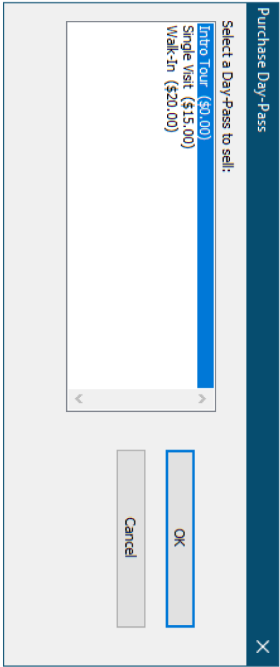 Purchase Day-Pass
Select a Day-Pass to sell:
Intro Tour ($0.00)
Single Visit ($15.00)
Walk-In ($20.00)
OK
Cancel